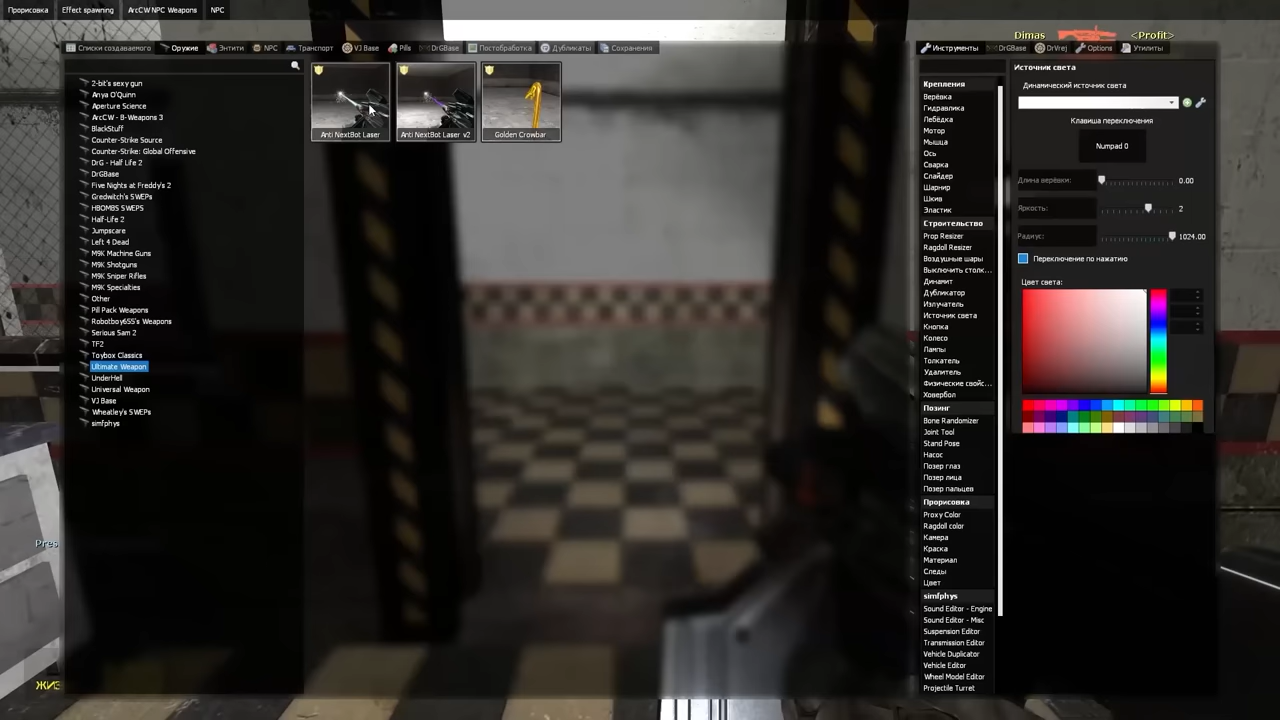 Прорисовка Effect spawning ArcCW NPC Weapons NPC
Dimas <Profit>
Списки создаваемого Оружие Энтити NPC Транспорт VJ Base Pills DrGBase Постобработка Дубликаты Сохранения
Инструменты DrGBase DrVrej Options Утилиты
2-bit's sexy gun
Anya O'Quinn
Aperture Science
ArcCW - B-Weapons 3
BlackStuff
Counter-Strike Source
Counter-Strike: Global Offensive
DrG - Half Life 2
DrGBase
Five Nights at Freddy's 2
Gredwitch's SWEPs
HBOMBS SWEPS
Half-Life 2
Jumpscare
Left 4 Dead
M9K Machine Guns
M9K Shotguns
M9K Sniper Rifles
M9K Specialties
Other
Pill Pack Weapons
Robotboy655's Weapons
Serious Sam 2
TF2
Toybox Classics
Ultimate Weapon
UnderHell
Universal Weapon
VJ Base
Wheatley's SWEPs
simfphys
Anti NextBot Laser
Anti NextBot Laser v2
Golden Crowbar
Крепления
Верёвка
Гидравлика
Лебёдка
Мотор
Мышца
Ось
Сварка
Слайдер
Шарнир
Шкив
Эластик
Строительство
Prop Resizer
Ragdoll Resizer
Воздушные шары
Выключить столк...
Динамит
Дубликатор
Излучатель
Источник света
Кнопка
Колесо
Лампы
Толкатель
Удалитель
Физические свойс...
Ховербол
Позинг
Bone Randomizer
Joint Tool
Stand Pose
Насос
Позер глаз
Позер лица
Позер пальцев
Прорисовка
Proxy Color
Ragdoll color
Камера
Краска
Материал
Следы
Цвет
simfphys
Sound Editor - Engine
Sound Editor - Misc
Suspension Editor
Transmission Editor
Vehicle Duplicator
Vehicle Editor
Wheel Model Editor
Projectile Turret
Источник света
Динамический источник света
Клавиша переключения
Numpad 0
Длина верёвки: 0.00
Яркость: 2
Радиус: 1024.00
Переключение по нажатию
Цвет света:
Pres
ЖИЗ